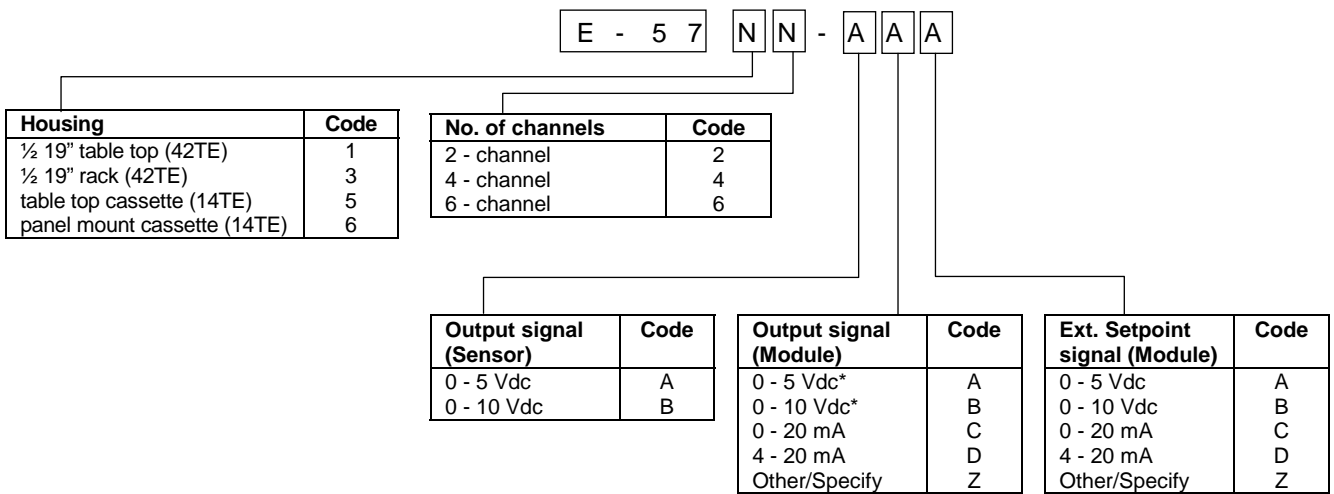 E - 5 7 N N - A A A
Housing Code
½ 19” table top (42TE) 1
½ 19” rack (42TE) 3
table top cassette (14TE) 5
panel mount cassette (14TE) 6
No. of channels Code
2 - channel 2
4 - channel 4
6 - channel 6
Output signal (Sensor) Code
0 - 5 Vdc A
0 - 10 Vdc B
Output signal (Module) Code
0 - 5 Vdc* A
0 - 10 Vdc* B
0 - 20 mA C
4 - 20 mA D
Other/Specify Z
Ext. Setpoint signal (Module) Code
0 - 5 Vdc A
0 - 10 Vdc B
0 - 20 mA C
4 - 20 mA D
Other/Specify Z